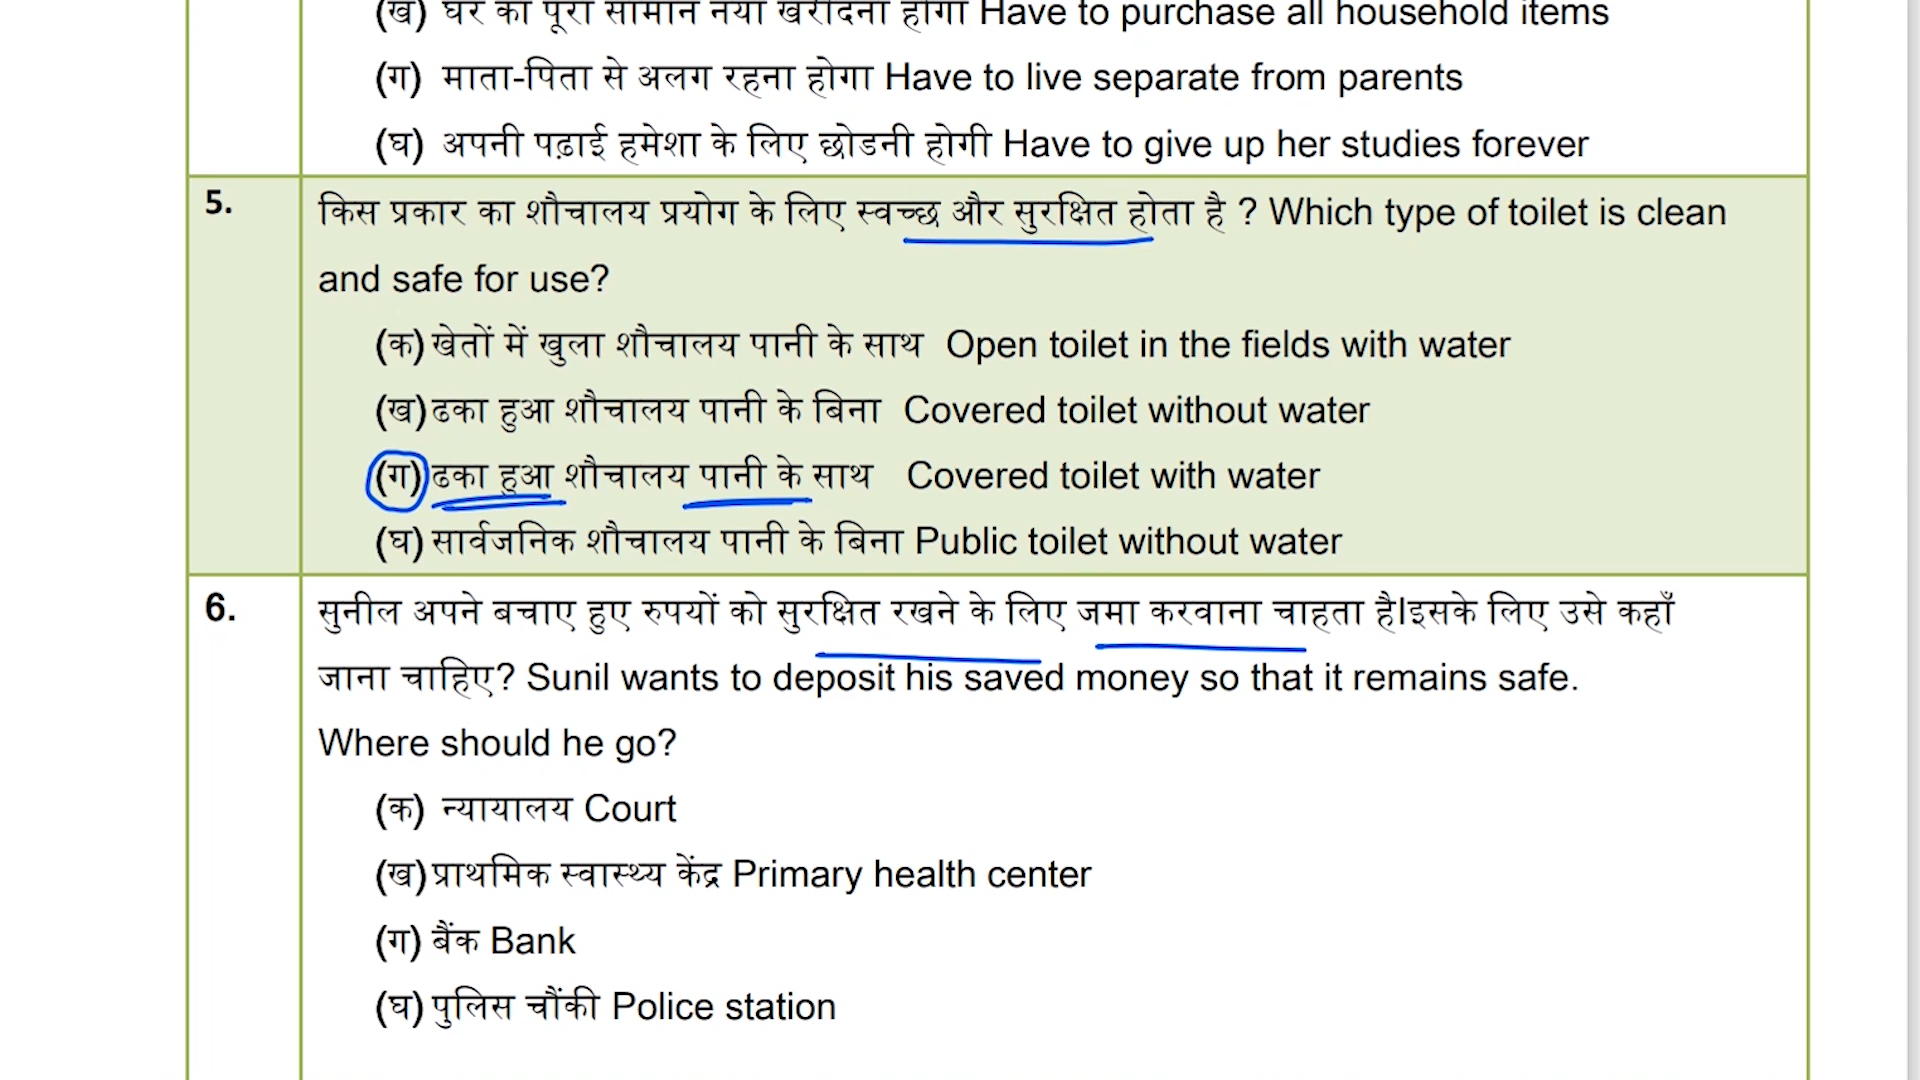 (ख) घर का पूरा सामान नया खरीदना होगा Have to purchase all household items
(ग) माता-पिता से अलग रहना होगा Have to live separate from parents
(घ) अपनी पढ़ाई हमेशा के लिए छोडनी होगी Have to give up her studies forever
5. किस प्रकार का शौचालय प्रयोग के लिए स्वच्छ और सुरक्षित होता है ? Which type of toilet is clean
and safe for use?
(क) खेतों में खुला शौचालय पानी के साथ Open toilet in the fields with water
(ख) ढका हुआ शौचालय पानी के बिना Covered toilet without water
(ग) ढका हुआ शौचालय पानी के साथ Covered toilet with water
(घ) सार्वजनिक शौचालय पानी के बिना Public toilet without water
6. सुनील अपने बचाए हुए रुपयों को सुरक्षित रखने के लिए जमा करवाना चाहता है।इसके लिए उसे कहाँ
जाना चाहिए? Sunil wants to deposit his saved money so that it remains safe.
Where should he go?
(क) न्यायालय Court
(ख) प्राथमिक स्वास्थ्य केंद्र Primary health center
(ग) बैंक Bank
(घ) पुलिस चौंकी Police station